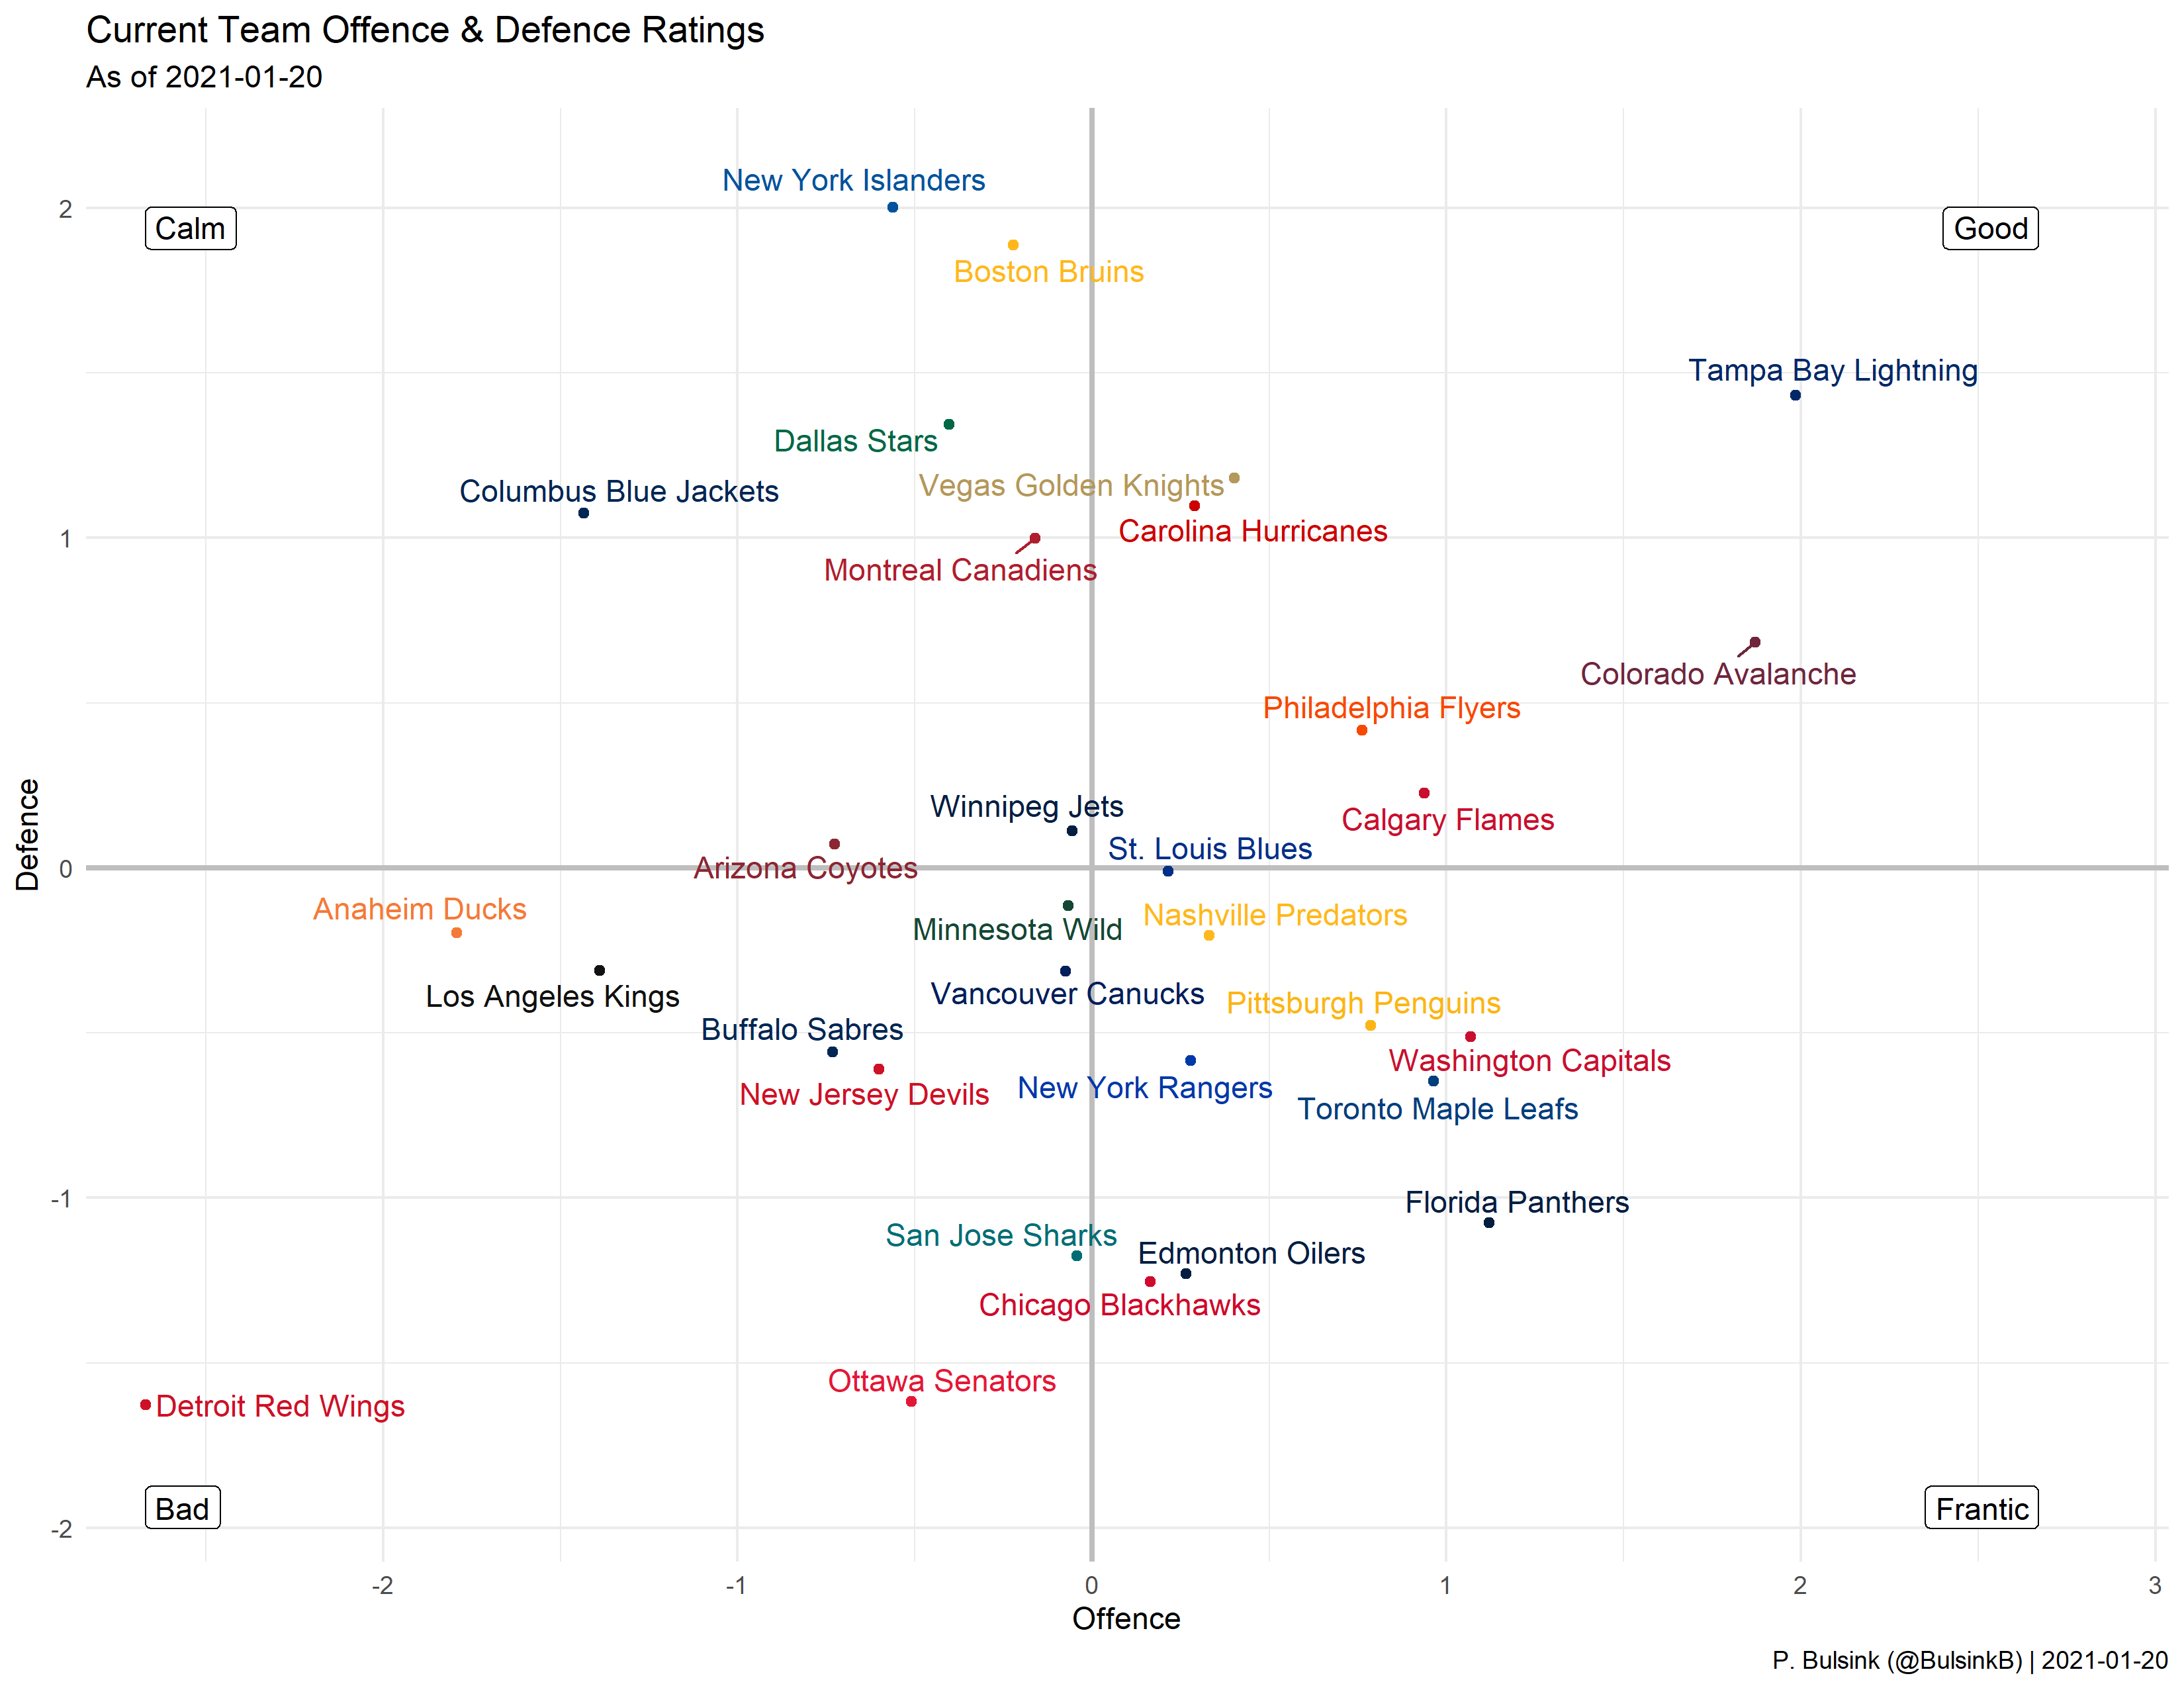 Current Team Offence & Defence Ratings
As of 2021-01-20
New York Islanders
2
Calm
Good
Boston Bruins
Tampa Bay Lightning
Dallas Stars
Vegas Golden Knights
Columbus Blue Jackets
Carolina Hurricanes
1
Montreal Canadiens
Colorado Avalanche
Philadelphia Flyers
Winnipeg Jets
Calgary Flames
St. Louis Blues
Defence
0
Arizona Coyotes
Anaheim Ducks
Nashville Predators
Minnesota Wild
Los Angeles Kings
Vancouver Canucks
Pittsburgh Penguins
Buffalo Sabres
Washington Capitals
New Jersey Devils
New York Rangers
Toronto Maple Leafs
-1
Florida Panthers
San Jose Sharks
Edmonton Oilers
Chicago Blackhawks
Ottawa Senators
Detroit Red Wings
Bad
Frantic
-2
-2 -1 0 1 2 3
Offence
P. Bulsink (@BulsinkB) | 2021-01-20